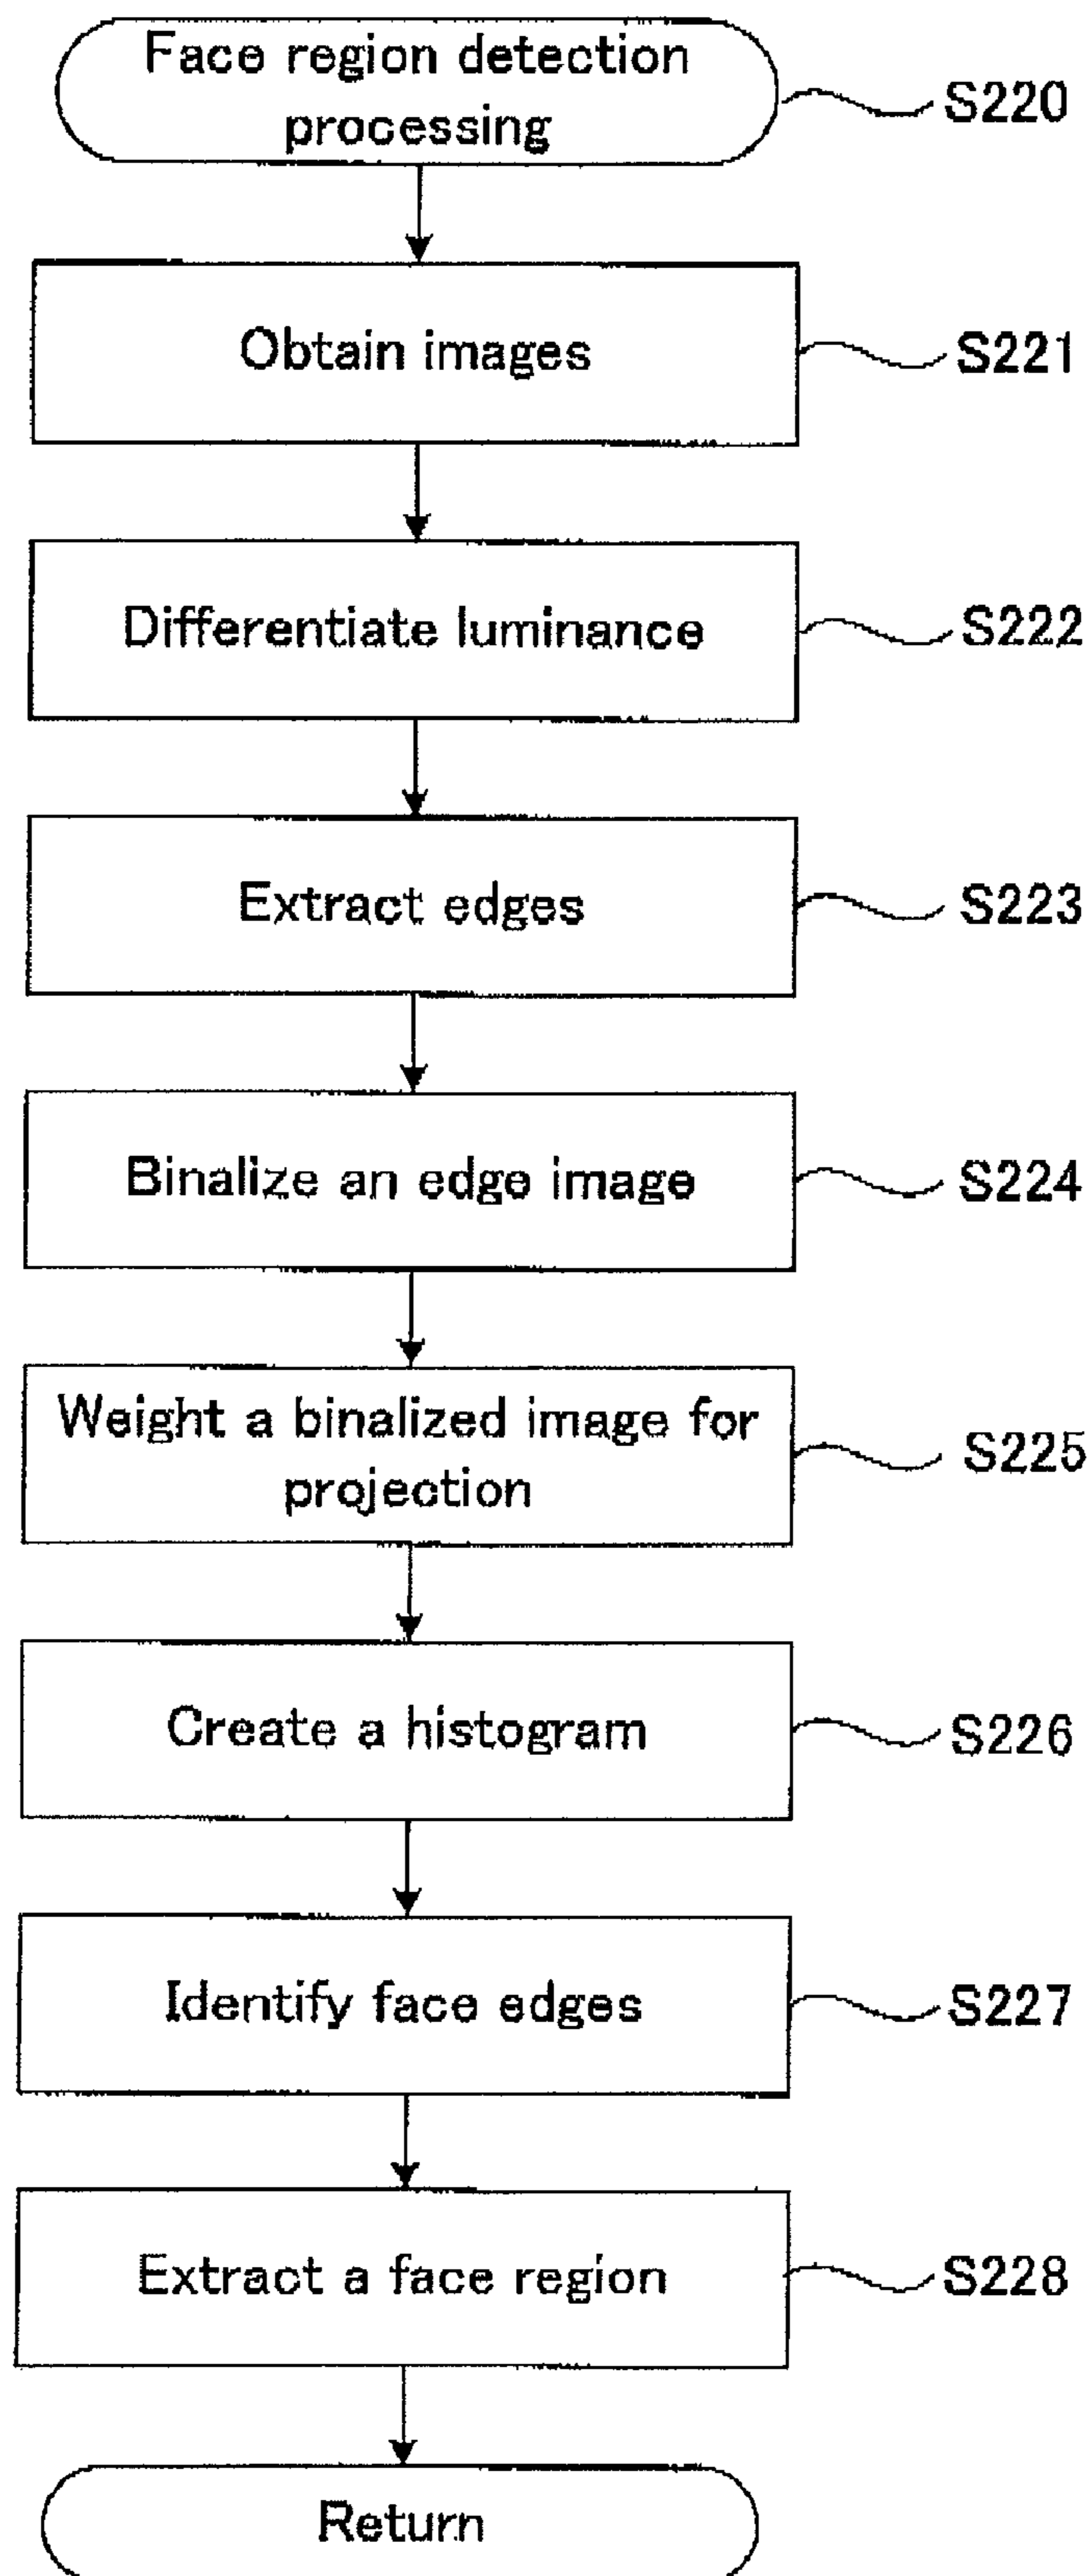 Face region detection
processing
S220
Obtain images
S221
Differentiate luminance
S222
Extract edges
S223
Binalize an edge image
S224
Weight a binalized image for
projection
S225
Create a histogram
S226
Identify face edges
S227
Extract a face region
S228
Return